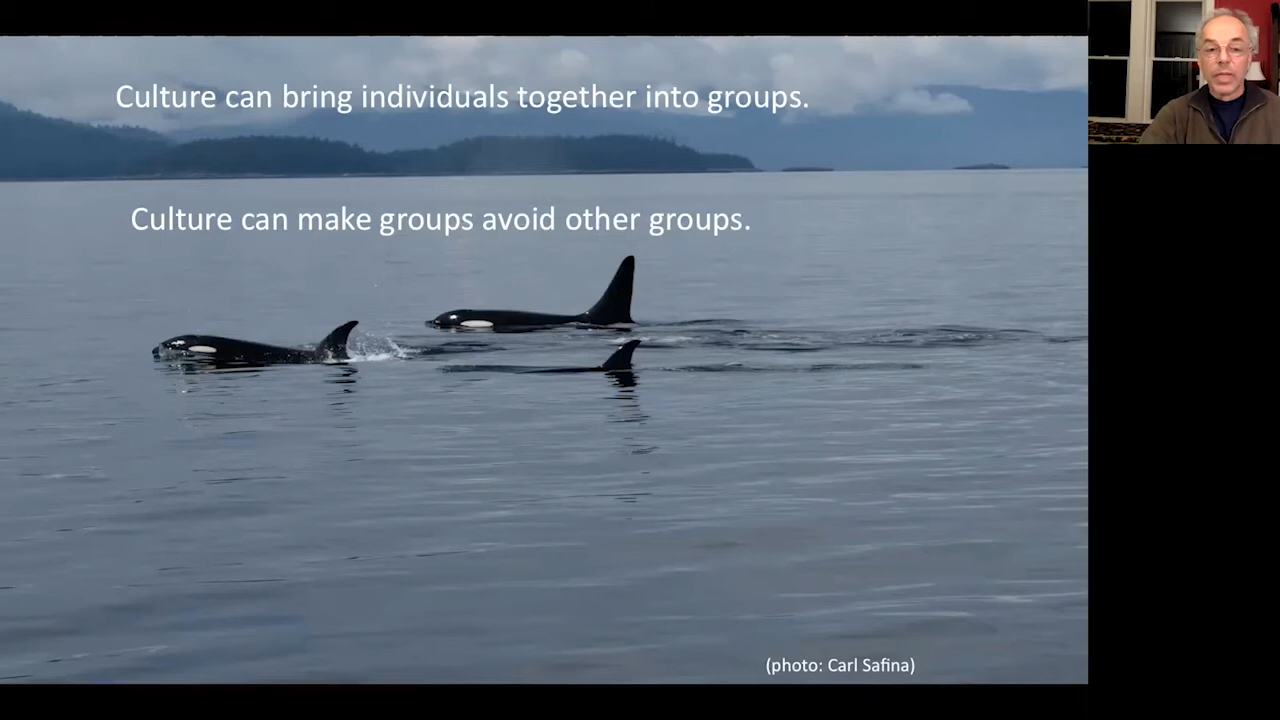 Culture can bring individuals together into groups.
Culture can make groups avoid other groups.
(photo: Carl Safina)